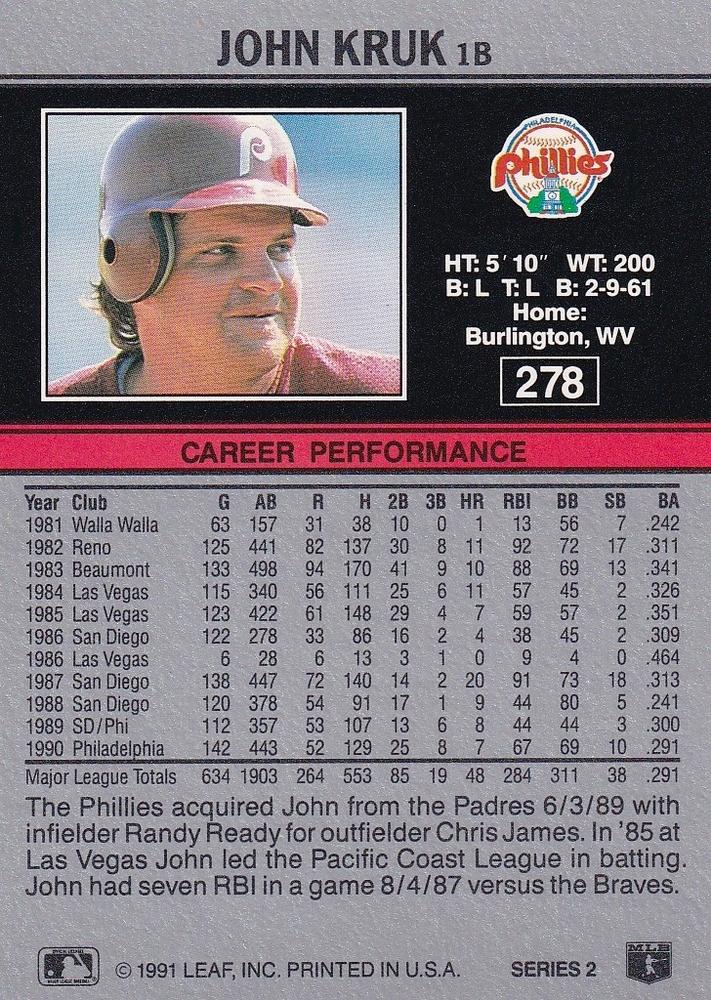 JOHN KRUK 1B
P
PHILADELPHIA
Phillies
HT: 5' 10" WT: 200
B: L T: L B: 2-9-61
Home:
Burlington, WV
278
CAREER PERFORMANCE
Year Club G AB R H 2B 3B HR RBI BB SB BA
1981 Walla Walla 63 157 31 38 10 0 1 13 56 7 .242
1982 Reno 125 441 82 137 30 8 11 92 72 17 .311
1983 Beaumont 133 498 94 170 41 9 10 88 69 13 .341
1984 Las Vegas 115 340 56 111 25 6 11 57 45 2 .326
1985 Las Vegas 123 422 61 148 29 4 7 59 57 2 .351
1986 San Diego 122 278 33 86 16 2 4 38 45 2 .309
1986 Las Vegas 6 28 6 13 3 1 0 9 4 0 .464
1987 San Diego 138 447 72 140 14 2 20 91 73 18 .313
1988 San Diego 120 378 54 91 17 1 9 44 80 5 .241
1989 SD/Phi 112 357 53 107 13 6 8 44 44 3 .300
1990 Philadelphia 142 443 52 129 25 8 7 67 69 10 .291
Major League Totals 634 1903 264 553 85 19 48 284 311 38 .291
The Phillies acquired John from the Padres 6/3/89 with
infielder Randy Ready for outfielder Chris James. In '85 at
Las Vegas John led the Pacific Coast League in batting.
John had seven RBI in a game 8/4/87 versus the Braves.
© 1991 LEAF, INC. PRINTED IN U.S.A. SERIES 2
MLB